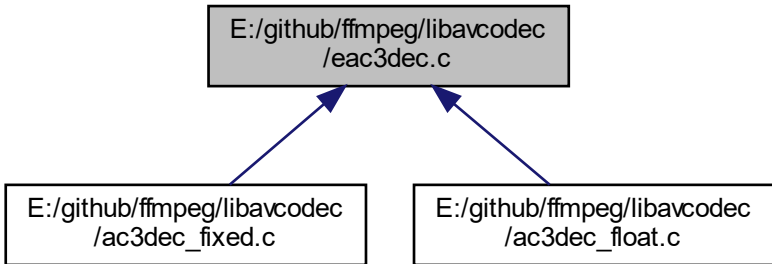 E:/github/ffmpeg/libavcodec
/eac3dec.c
E:/github/ffmpeg/libavcodec
/ac3dec_fixed.c
E:/github/ffmpeg/libavcodec
/ac3dec_float.c